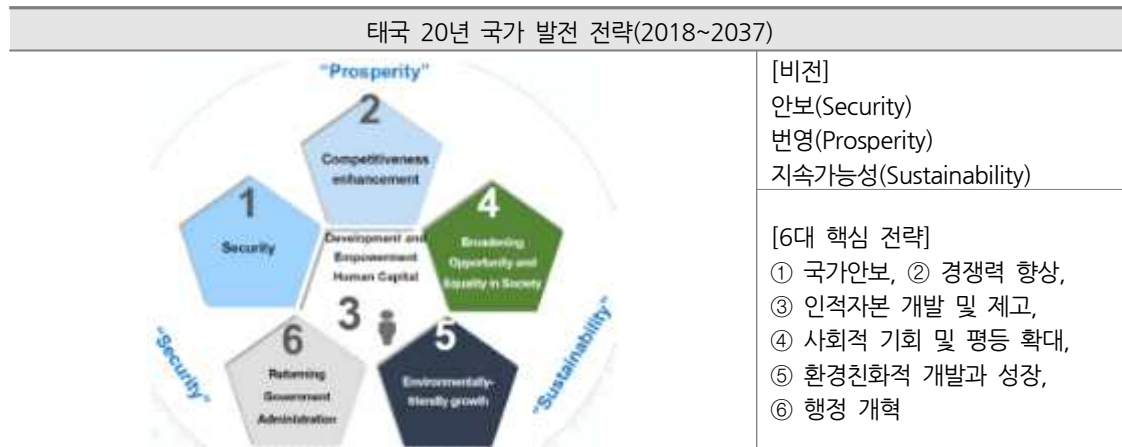 태국 20년 국가 발전 전략(2018~2037)
“Prosperity”
2
Competitiveness
enhancement
1
Security
4
Broadening
Opportunity and
Equality in Society
Development and
Empowerment
Human Capital
3
6
Returning
Government
Administration
5
Environmentally-
friendly growth
“Security”
“Sustainability”
[비전]
안보(Security)
번영(Prosperity)
지속가능성(Sustainability)
[6대 핵심 전략]
① 국가안보, ② 경쟁력 향상,
③ 인적자본 개발 및 제고,
④ 사회적 기회 및 평등 확대,
⑤ 환경친화적 개발과 성장,
⑥ 행정 개혁